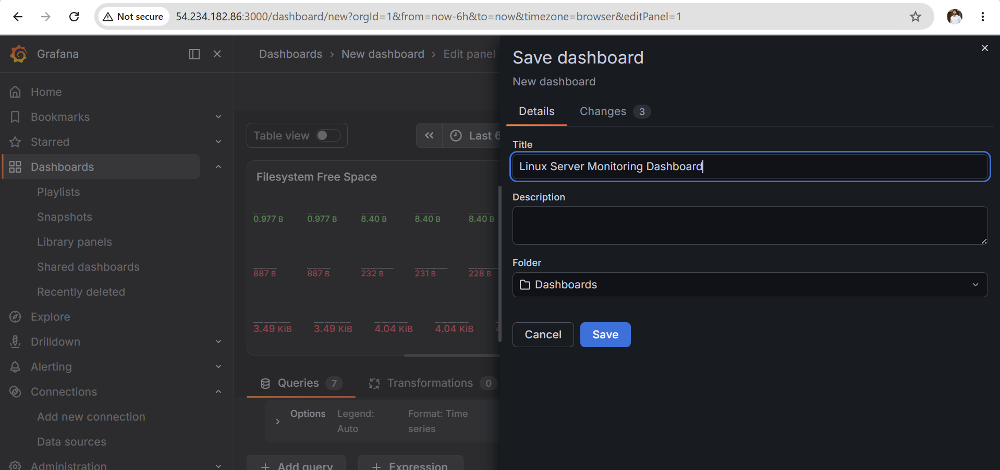 Not secure 54.234.182.86:3000/dashboard/new?orgId=1&from=now-6h&to=now&timezone=browser&editPanel=1
Grafana
Home
Bookmarks
Starred
Dashboards
Playlists
Snapshots
Library panels
Shared dashboards
Recently deleted
Explore
Drilldown
Alerting
Connections
Add new connection
Data sources
Administration
Dashboards › New dashboard › Edit panel
Table view
Last 6
Filesystem Free Space
0.977 B 0.977 B 8.40 B 8.40 B 8.40 B
887 B 887 B 232 B 231 B 228 B
3.49 KiB 3.49 KiB 4.04 KiB 4.04 KiB
Queries 7 Transformations 0
Options Legend: Auto Format: Time series
+ Add query + Expression
Save dashboard
New dashboard
Details Changes 3
Title
Linux Server Monitoring Dashboard
Description
Folder
Dashboards
Cancel Save